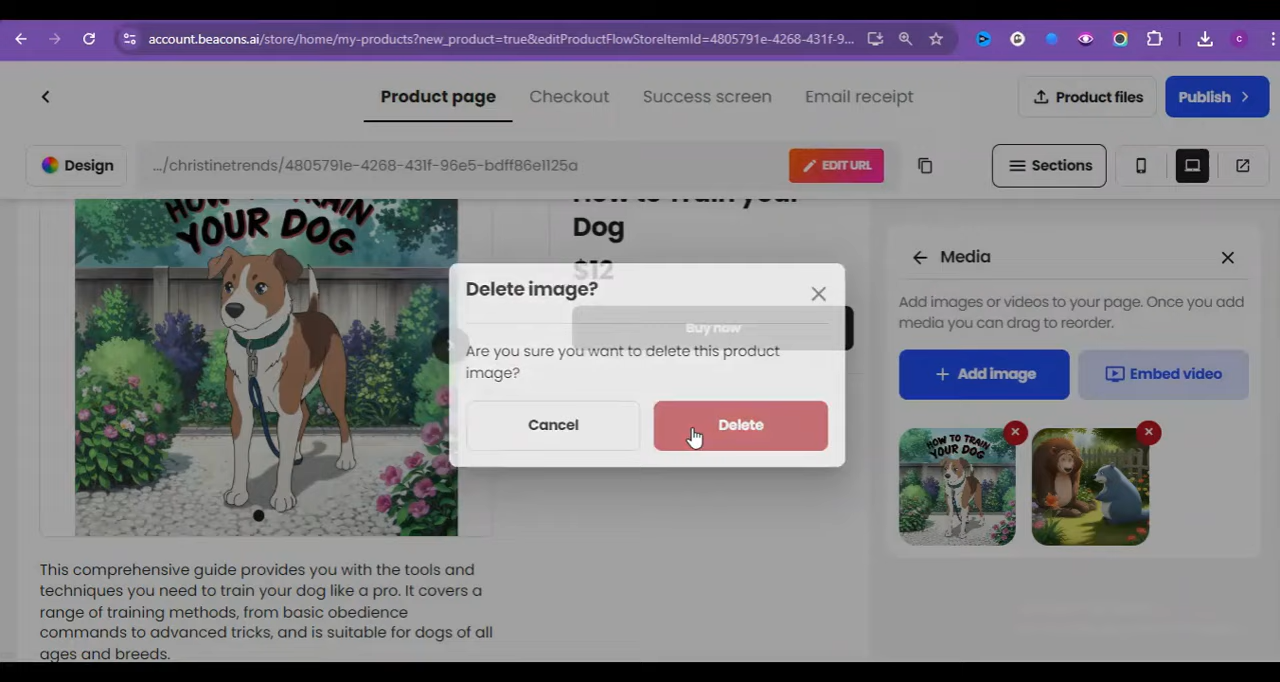 account.beacons.ai/store/home/my-products?new_product=true&editProductFlowStoreItemId=4805791e-4268-431f-9...
c
Product page
Checkout
Success screen
Email receipt
Product files
Publish
Design
.../christinetrends/4805791e-4268-431f-96e5-bdff86e1125a
EDIT URL
Sections
HOW TO TRAIN
YOUR DOG
How to Train your
Dog
$12
Buy now
Delete image?
Are you sure you want to delete this product
image?
Cancel
Delete
Media
Add images or videos to your page. Once you add
media you can drag to reorder.
+ Add image
Embed video
HOW TO TRAIN
YOUR DOG
This comprehensive guide provides you with the tools and
techniques you need to train your dog like a pro. It covers a
range of training methods, from basic obedience
commands to advanced tricks, and is suitable for dogs of all
ages and breeds.